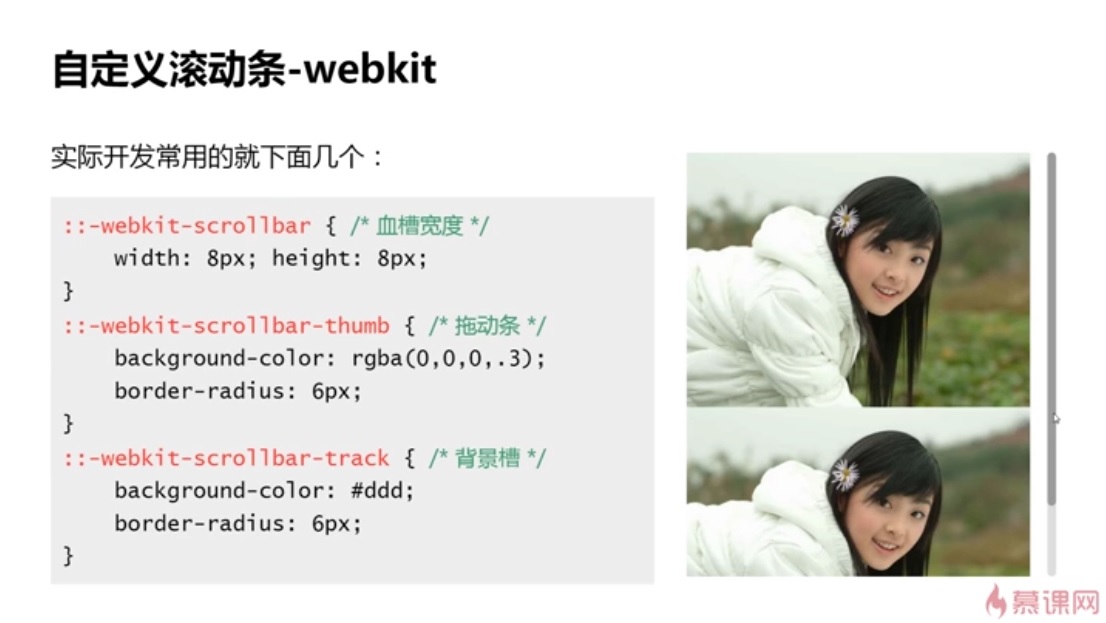 自定义滚动条-webkit
实际开发常用的就下面几个：
::-webkit-scrollbar { /* 血槽宽度 */
    width: 8px; height: 8px;
}
::-webkit-scrollbar-thumb { /* 拖动条 */
    background-color: rgba(0,0,0,.3);
    border-radius: 6px;
}
::-webkit-scrollbar-track { /* 背景槽 */
    background-color: #ddd;
    border-radius: 6px;
}
慕课网